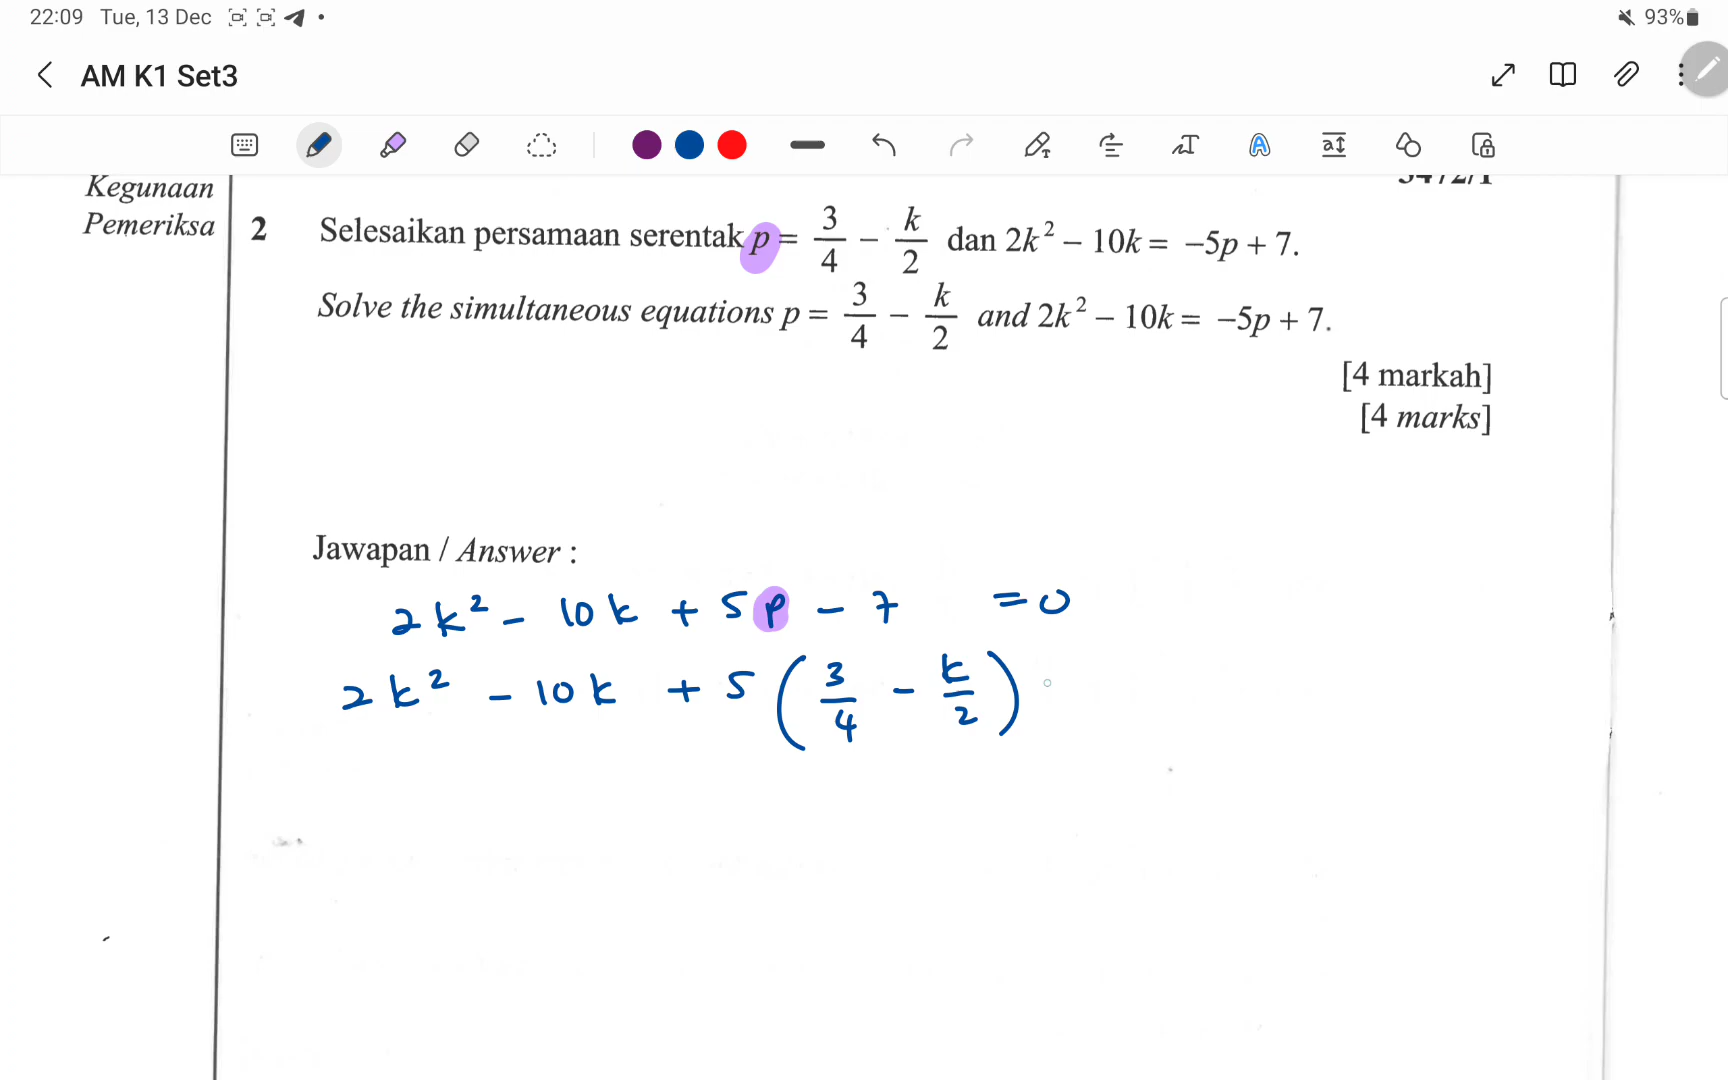 22:09 Tue, 13 Dec
93%
AM K1 Set3
Kegunaan
Pemeriksa
2 Selesaikan persamaan serentak p = 3/4 − k/2 dan 2k² − 10k = −5p + 7.
Solve the simultaneous equations p = 3/4 − k/2 and 2k² − 10k = −5p + 7.
[4 markah]
[4 marks]
Jawapan / Answer :
2k² − 10k + 5p − 7 = 0
2k² − 10k + 5(3/4 − k/2)